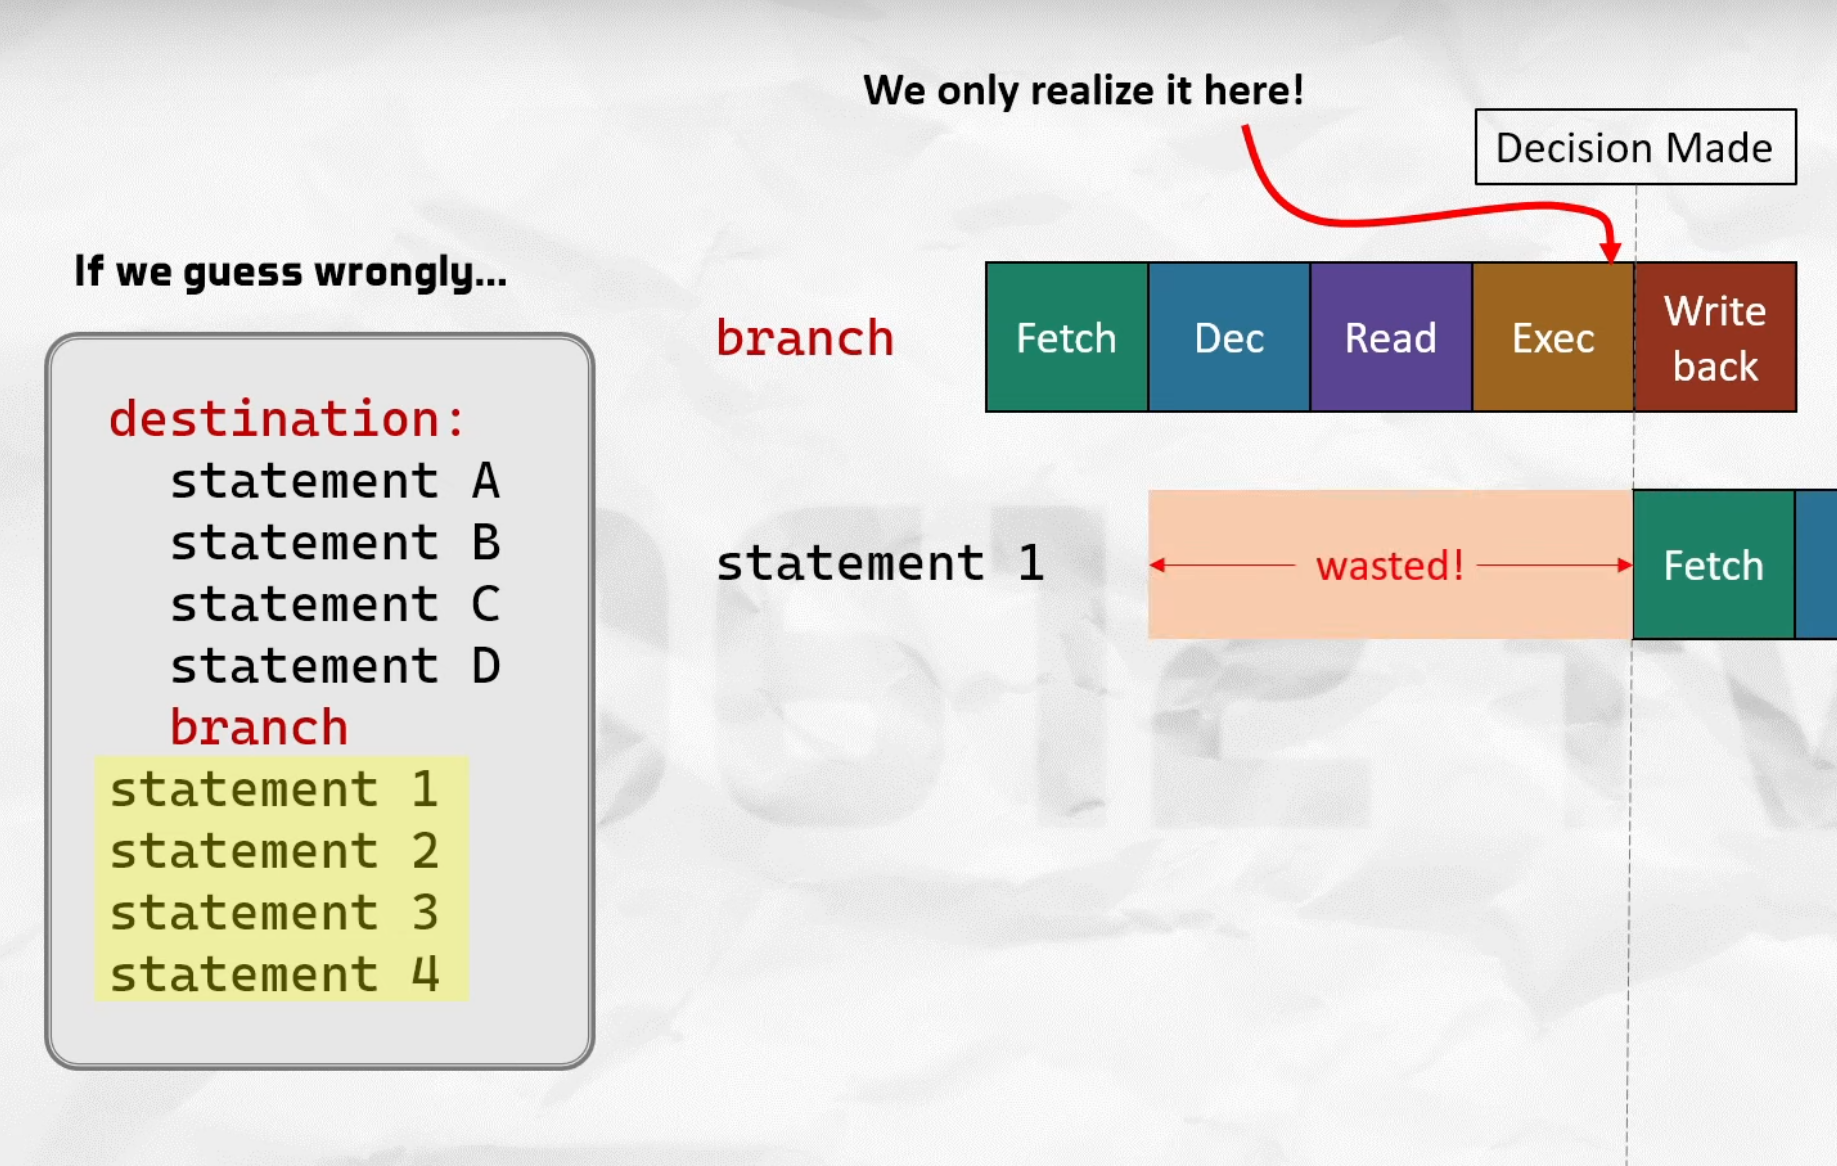 We only realize it here!
Decision Made
If we guess wrongly...
branch
Fetch
Dec
Read
Exec
Write
back
destination:
statement A
statement B
statement C
statement D
branch
statement 1
statement 2
statement 3
statement 4
statement 1
wasted!
Fetch